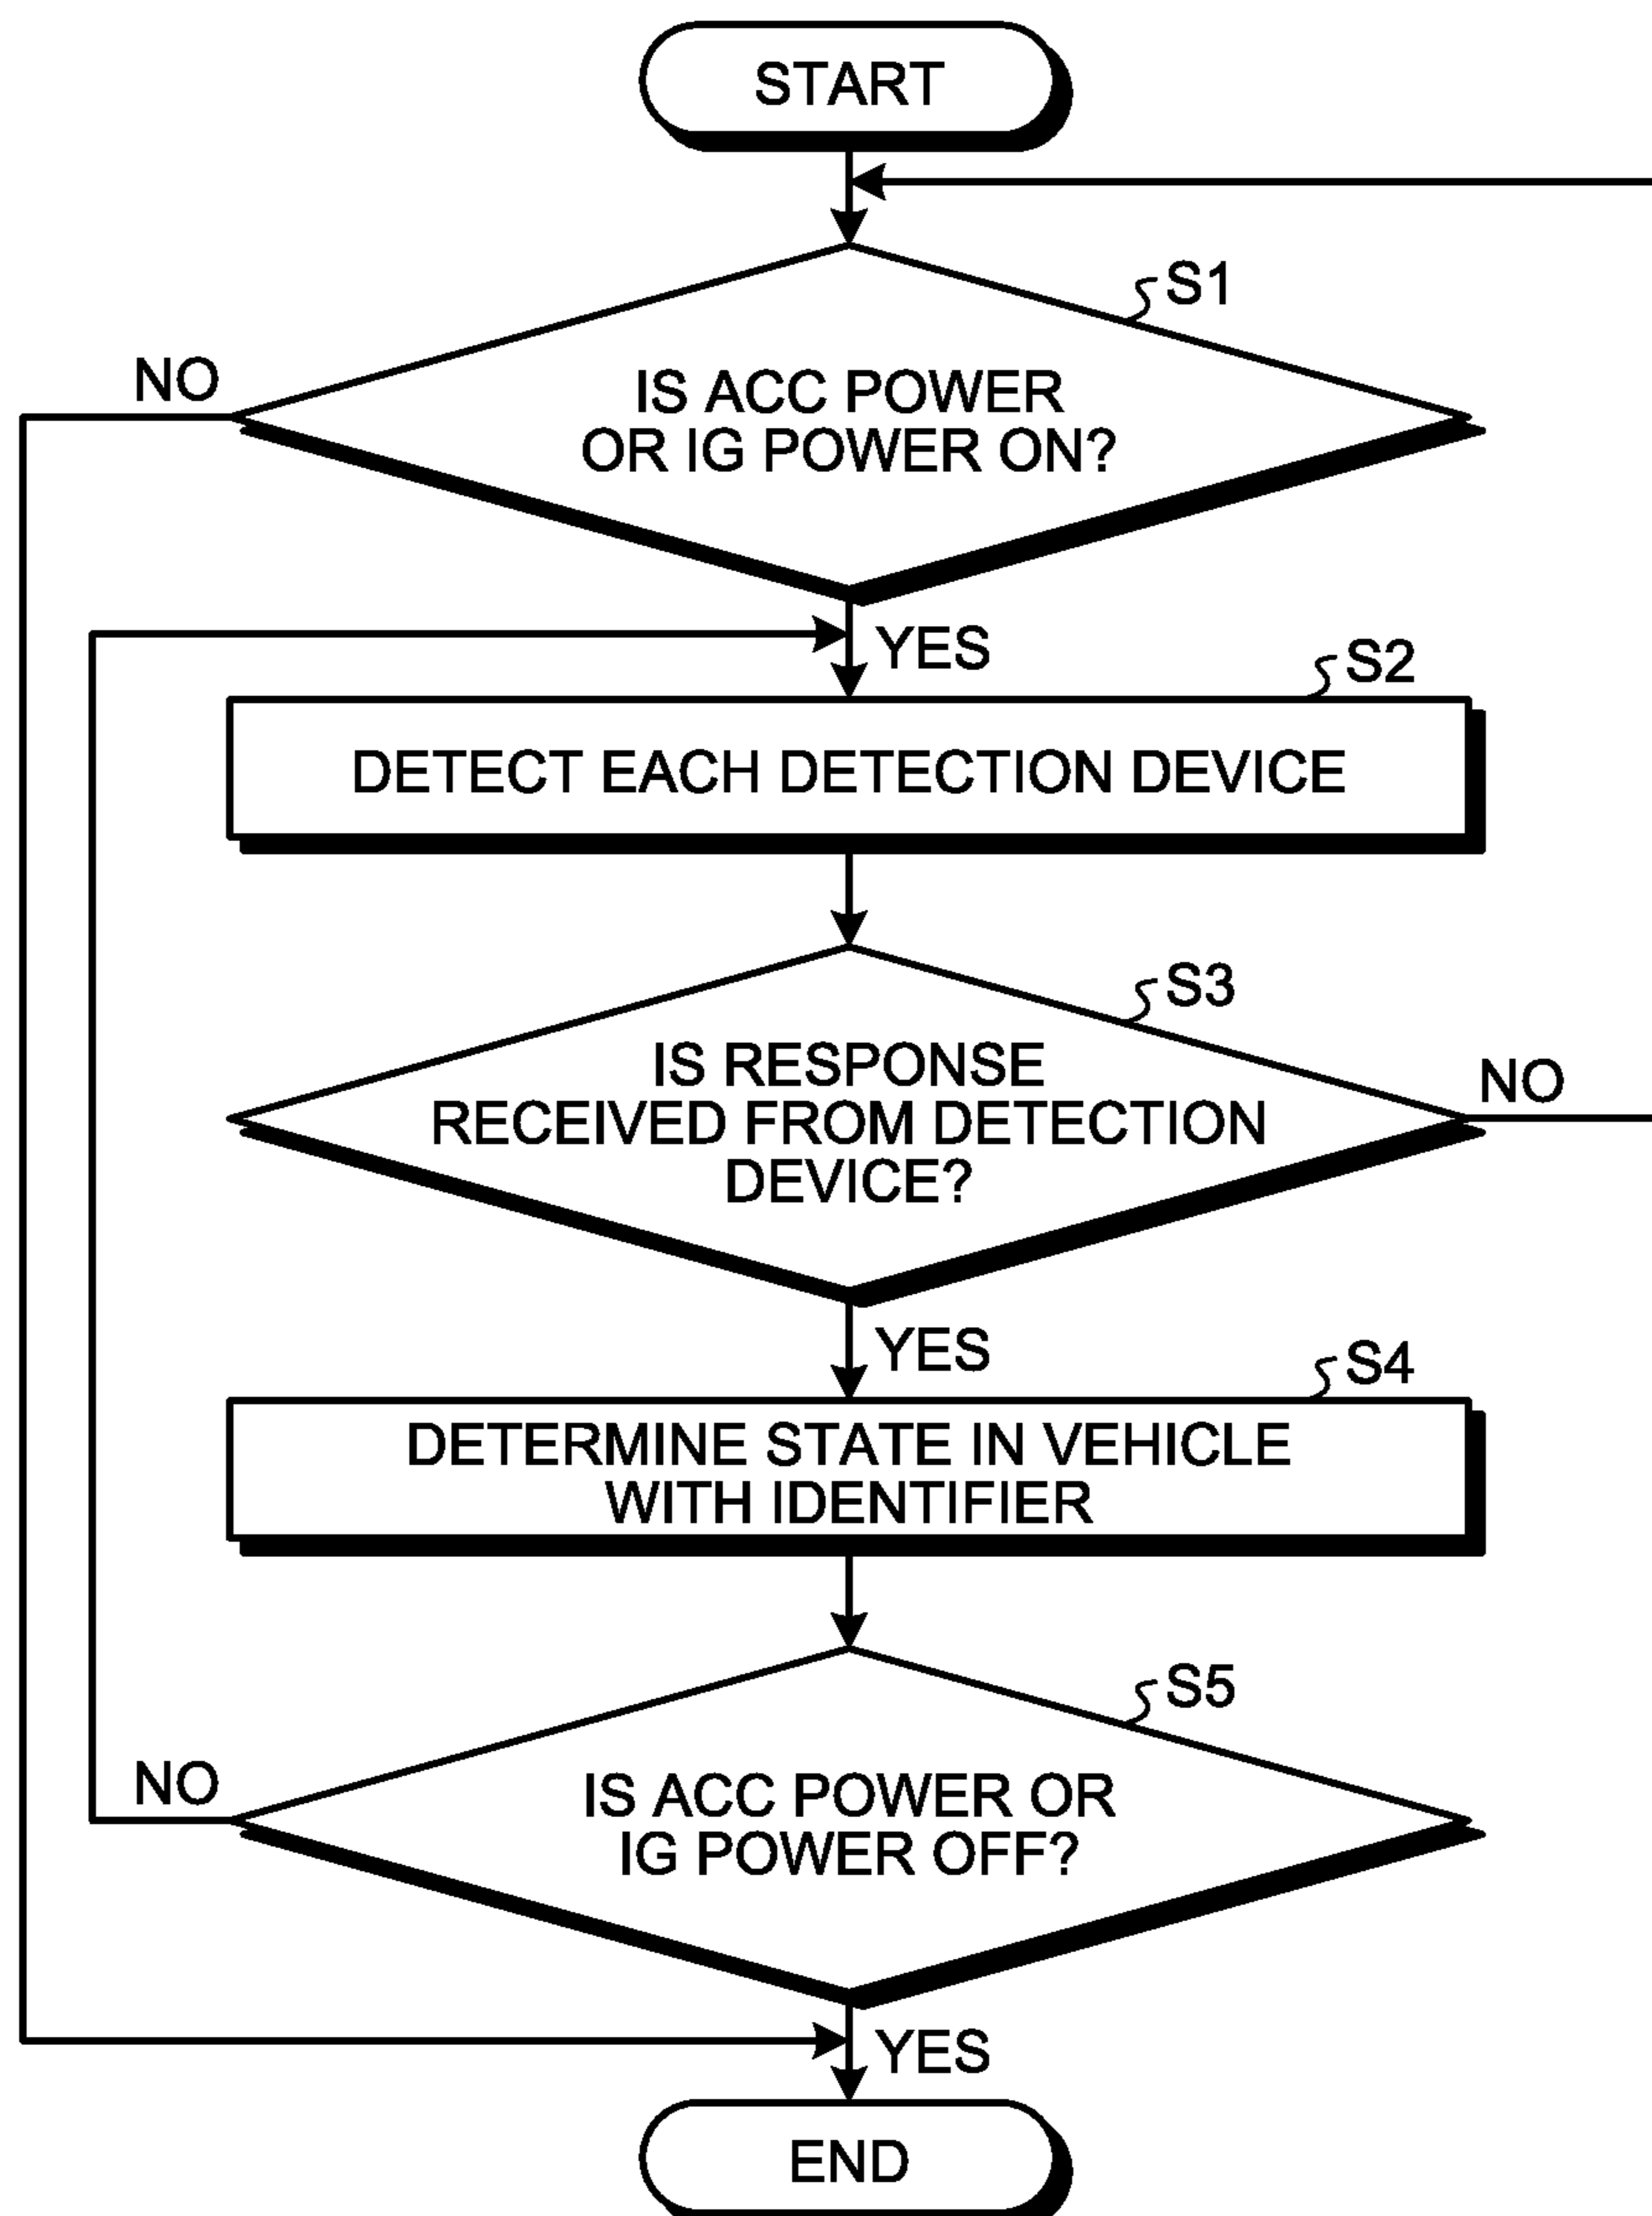 START
S1
NO
IS ACC POWER
OR IG POWER ON?
YES
S2
DETECT EACH DETECTION DEVICE
S3
IS RESPONSE
RECEIVED FROM DETECTION
DEVICE?
NO
YES
S4
DETERMINE STATE IN VEHICLE
WITH IDENTIFIER
S5
NO
IS ACC POWER OR
IG POWER OFF?
YES
END